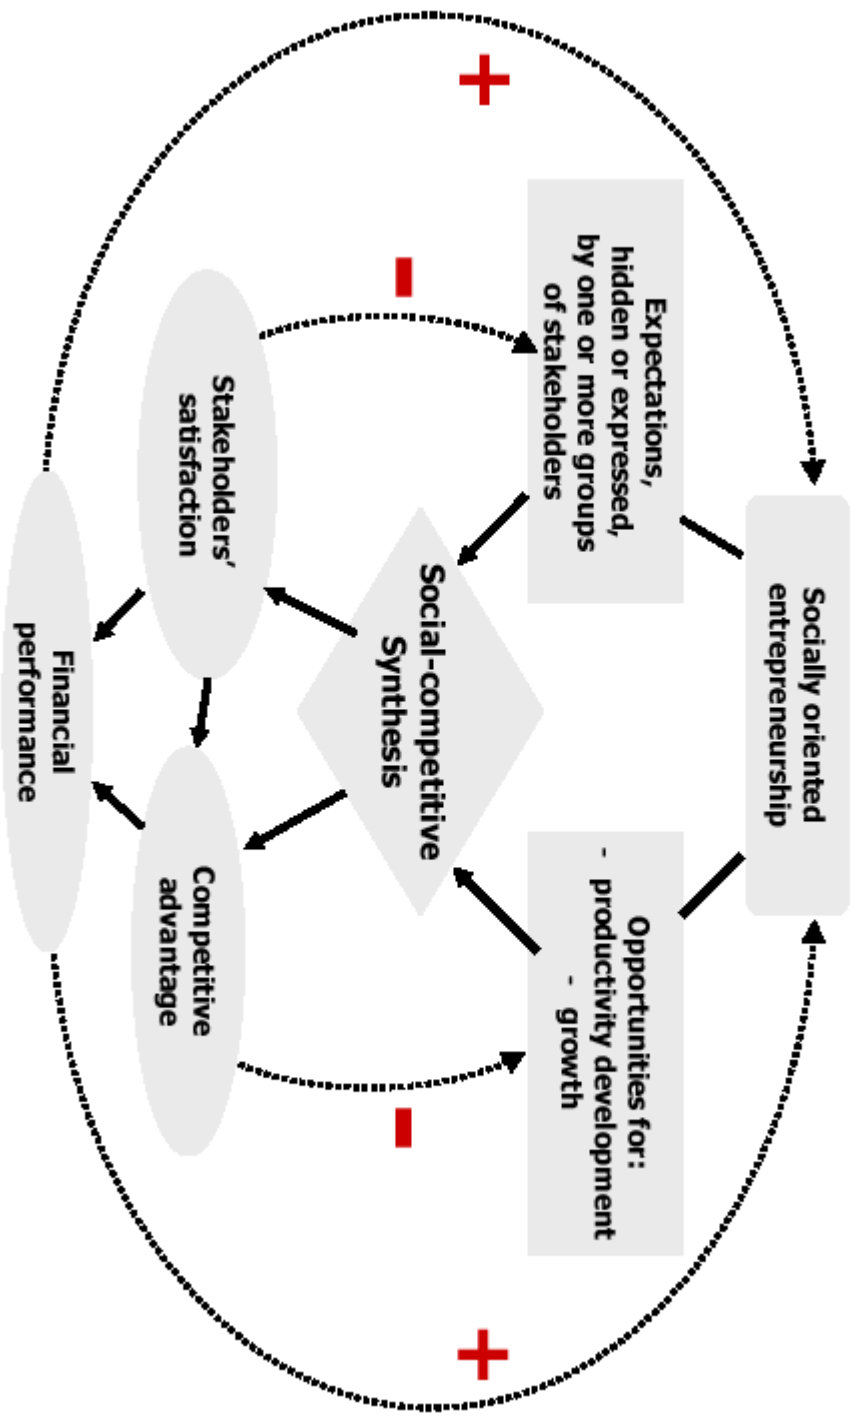 Socially oriented
entrepreneurship
Expectations,
hidden or expressed,
by one or more groups
of stakeholders
Opportunities for:
- productivity development
- growth
Social-competitive
Synthesis
Stakeholders’
satisfaction
Competitive
advantage
Financial
performance
+
-
-
+